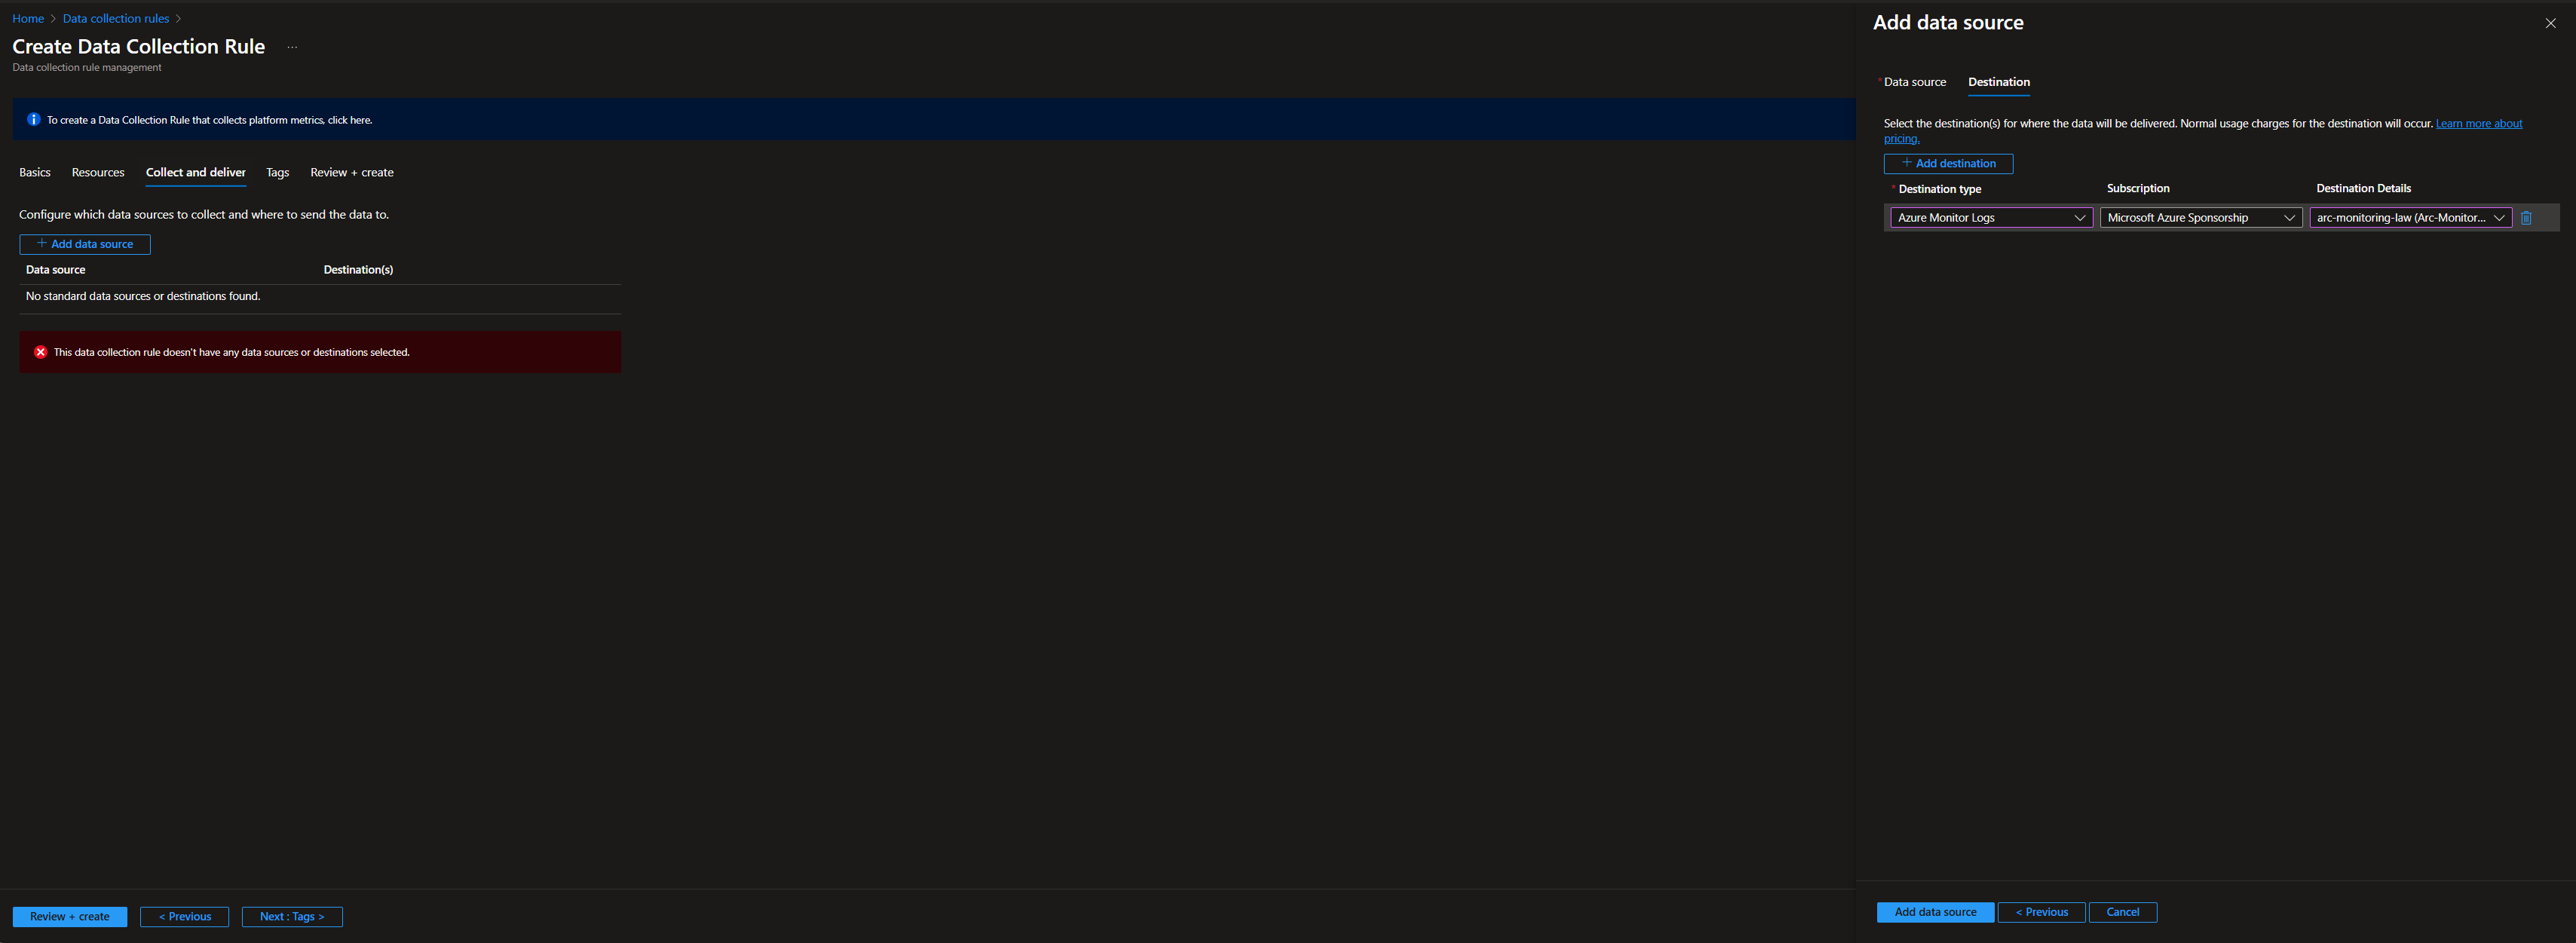 Home > Data collection rules >
Create Data Collection Rule ...
Data collection rule management
To create a Data Collection Rule that collects platform metrics, click here.
Basics Resources Collect and deliver Tags Review + create
Configure which data sources to collect and where to send the data to.
+ Add data source
Data source Destination(s)
No standard data sources or destinations found.
This data collection rule doesn't have any data sources or destinations selected.
Review + create < Previous Next : Tags >
Add data source
* Data source Destination
Select the destination(s) for where the data will be delivered. Normal usage charges for the destination will occur. Learn more about
pricing.
+ Add destination
* Destination type Subscription Destination Details
Azure Monitor Logs Microsoft Azure Sponsorship arc-monitoring-law (Arc-Monitor...
Add data source < Previous Cancel